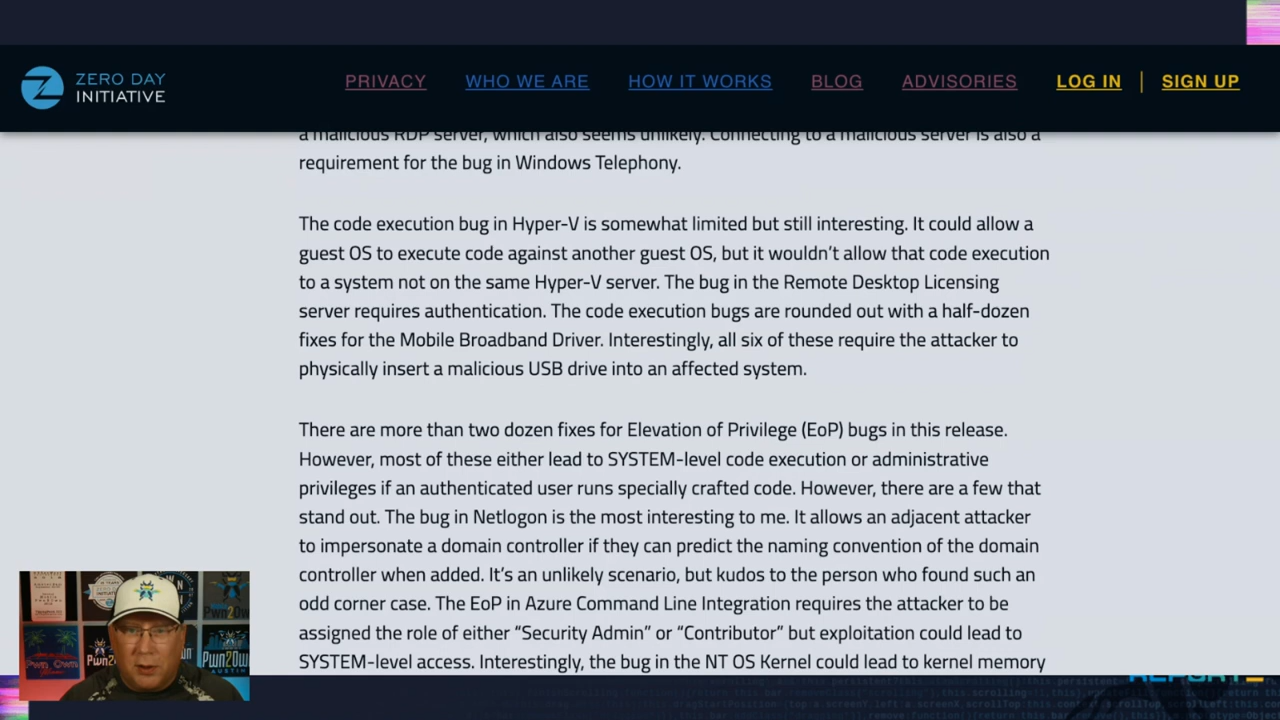 ZERO DAY
INITIATIVE
PRIVACY
WHO WE ARE
HOW IT WORKS
BLOG
ADVISORIES
LOG IN
SIGN UP
a malicious RDP server, which also seems unlikely. Connecting to a malicious server is also a
requirement for the bug in Windows Telephony.
The code execution bug in Hyper-V is somewhat limited but still interesting. It could allow a
guest OS to execute code against another guest OS, but it wouldn’t allow that code execution
to a system not on the same Hyper-V server. The bug in the Remote Desktop Licensing
server requires authentication. The code execution bugs are rounded out with a half-dozen
fixes for the Mobile Broadband Driver. Interestingly, all six of these require the attacker to
physically insert a malicious USB drive into an affected system.
There are more than two dozen fixes for Elevation of Privilege (EoP) bugs in this release.
However, most of these either lead to SYSTEM-level code execution or administrative
privileges if an authenticated user runs specially crafted code. However, there are a few that
stand out. The bug in Netlogon is the most interesting to me. It allows an adjacent attacker
to impersonate a domain controller if they can predict the naming convention of the domain
controller when added. It’s an unlikely scenario, but kudos to the person who found such an
odd corner case. The EoP in Azure Command Line Integration requires the attacker to be
assigned the role of either “Security Admin” or “Contributor” but exploitation could lead to
SYSTEM-level access. Interestingly, the bug in the NT OS Kernel could lead to kernel memory